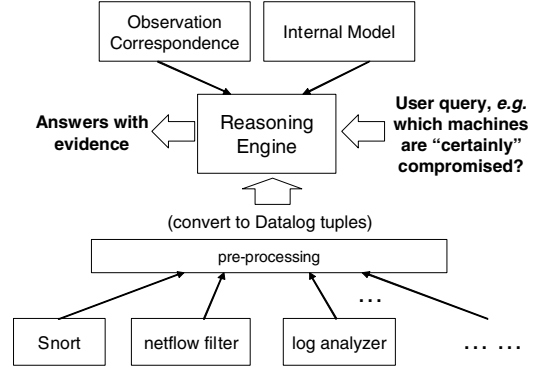 Observation
Correspondence
Internal Model
Answers with
evidence
Reasoning
Engine
User query, e.g.
which machines
are “certainly”
compromised?
(convert to Datalog tuples)
pre-processing
...
Snort
netflow filter
log analyzer
... ...